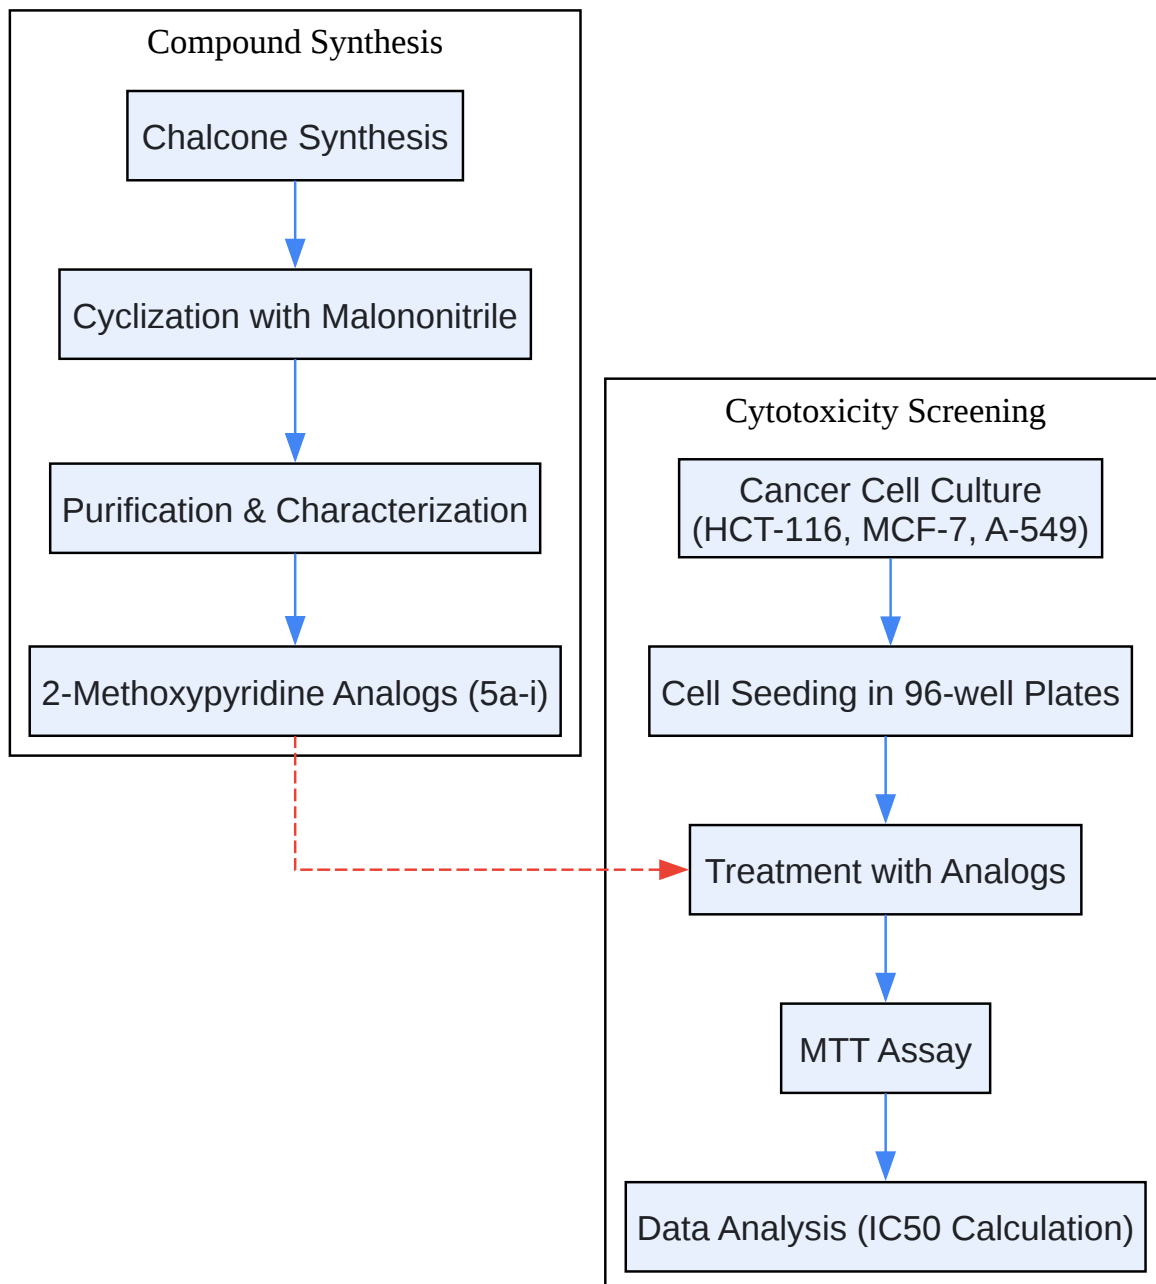 Compound Synthesis
Chalcone Synthesis
Cyclization with Malononitrile
Purification & Characterization
2-Methoxypyridine Analogs (5a-i)
Cytotoxicity Screening
Cancer Cell Culture
(HCT-116, MCF-7, A-549)
Cell Seeding in 96-well Plates
Treatment with Analogs
MTT Assay
Data Analysis (IC50 Calculation)